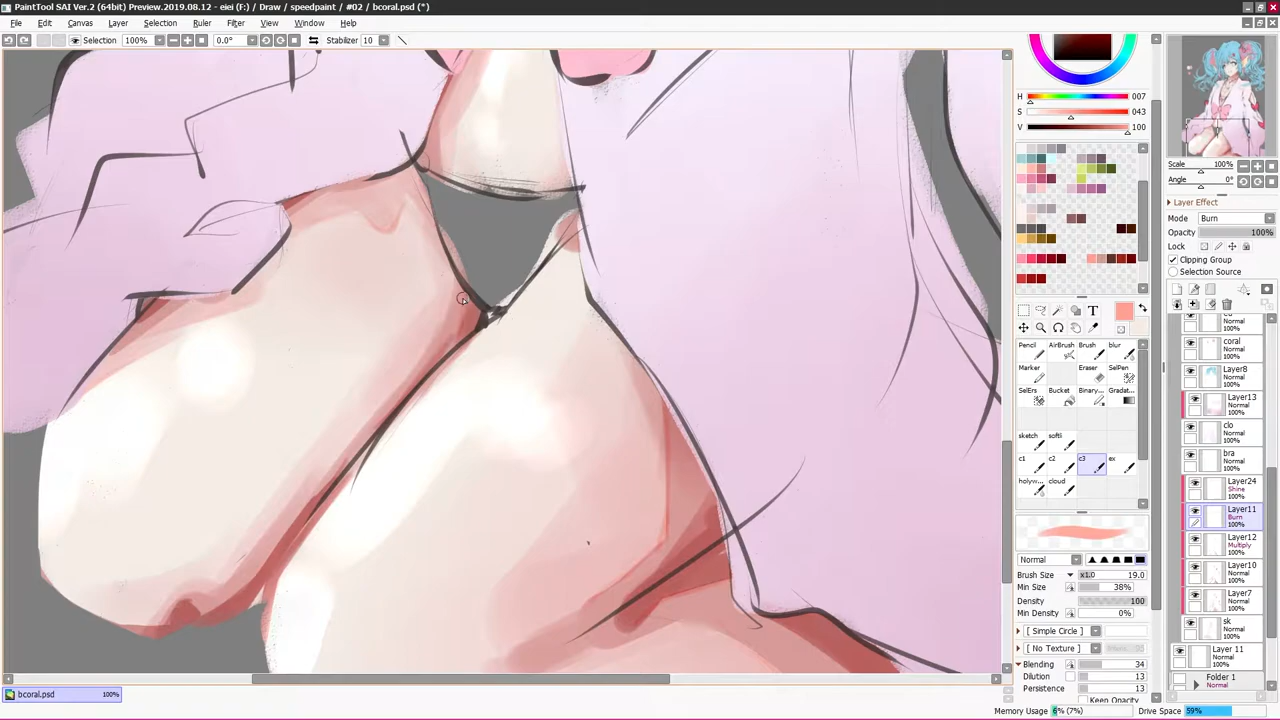 PaintTool SAI Ver.2 (64bit) Preview.2019.08.12 - eiei (F:) / Draw / speedpaint / #02 / bcoral.psd (*)
File Edit Canvas Layer Selection Ruler Filter View Window Help
Selection 100% 0.0° Stabilizer 10
H 007
S 043
V 100
T
Pencil AirBrush Brush blur
Marker Eraser SelPen
SelErs Bucket Binary... Gradat...
sketch softl
c1 c2 c3 ex
holyw... cloud
Normal
Brush Size x1.0 19.0
Min Size 38%
Density 100
Min Density 0%
[ Simple Circle ]
[ No Texture ]
Blending 34
Dilution 13
Persistence 13
Keep Opacity
Scale 100%
Angle 0°
Layer Effect
Mode Burn
Opacity 100%
Lock
Clipping Group
Selection Source
Normal
100%
coral
Normal
100%
Layer8
Normal
100%
Layer13
Normal
100%
clo
Normal
100%
bra
Normal
100%
Layer24
Shine
100%
Layer11
Burn
100%
Layer12
Multiply
100%
Layer10
Normal
100%
Layer7
Normal
100%
sk
Normal
100%
Layer 11
Normal
100%
Folder 1
Normal
bcoral.psd 100%
Memory Usage 6% (7%) Drive Space 59%